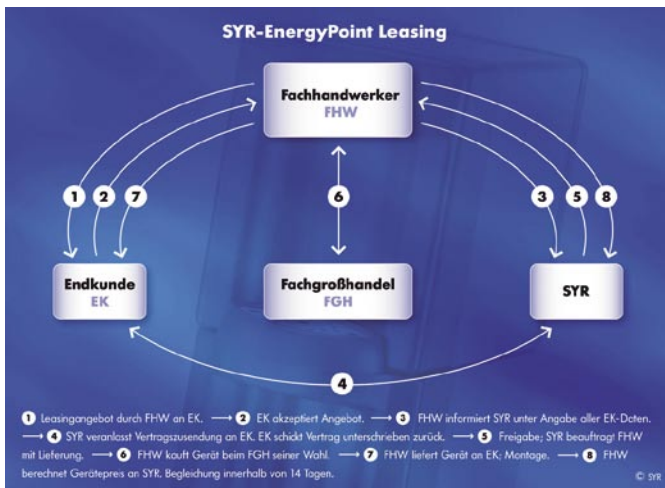 SYR-EnergyPoint Leasing
Fachhandwerker
FHW
1
2
7
6
3
5
8
Endkunde
EK
Fachgroßhandel
FGH
SYR
4
1 Leasingangebot durch FHW an EK. → 2 EK akzeptiert Angebot. → 3 FHW informiert SYR unter Angabe aller EK-Daten.
→ 4 SYR veranlasst Vertragszusendung an EK. EK schickt Vertrag unterschrieben zurück. → 5 Freigabe; SYR beauftragt FHW
mit Lieferung. → 6 FHW kauft Gerät beim FGH seiner Wahl. → 7 FHW liefert Gerät an EK; Montage. → 8 FHW
berechnet Gerätepreis an SYR. Begleichung innerhalb von 14 Tagen.
© SYR